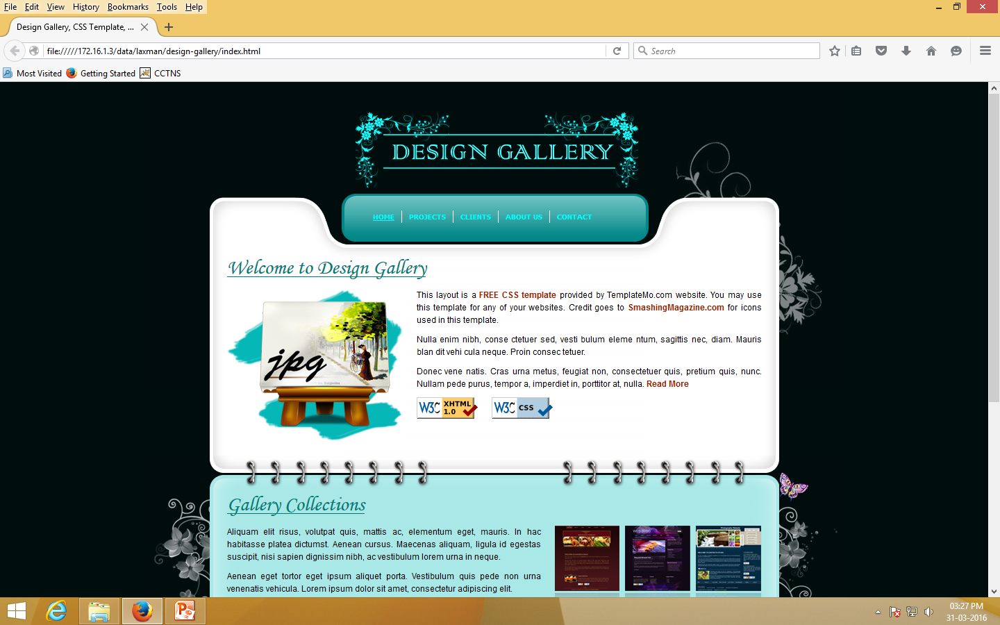 File Edit View History Bookmarks Tools Help
Design Gallery, CSS Template, ...
file://///172.16.1.3/data/laxman/design-gallery/index.html
Search
Most Visited Getting Started CCTNS
DESIGN GALLERY
HOME PROJECTS CLIENTS ABOUT US CONTACT
Welcome to Design Gallery
jpg
This layout is a FREE CSS template provided by TemplateMo.com website. You may use
this template for any of your websites. Credit goes to SmashingMagazine.com for icons
used in this template.
Nulla enim nibh, conse ctetuer sed, vesti bulum eleme ntum, sagittis nec, diam. Mauris
blan dit vehi cula neque. Proin consec tetuer.
Donec vene natis. Cras urna metus, feugiat non, consectetuer quis, pretium quis, nunc.
Nullam pede purus, tempor a, imperdiet in, porttitor at, nulla. Read More
W3C XHTML 1.0 W3C CSS
Gallery Collections
Aliquam elit risus, volutpat quis, mattis ac, elementum eget, mauris. In hac
habitasse platea dictumst. Aenean cursus. Maecenas aliquam, ligula id egestas
suscipit, nisi sapien dignissim nibh, ac vestibulum lorem urna in neque.
Aenean eget tortor eget ipsum aliquet porta. Vestibulum quis pede non urna
venenatis vehicula. Lorem ipsum dolor sit amet, consectetur adipiscing elit.
03:27 PM
31-03-2016